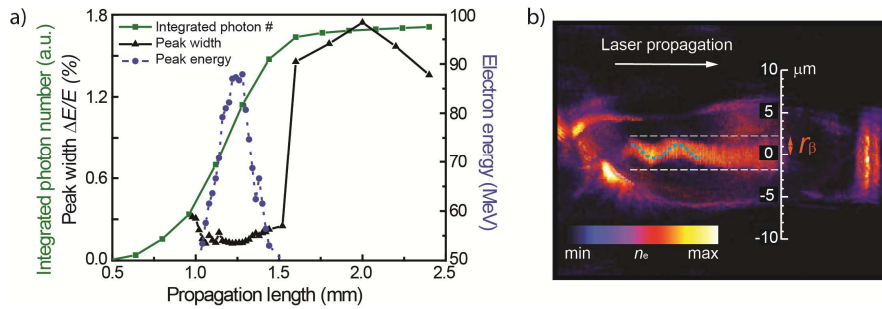 a)
Integrated photon number (a.u.)
Peak width ΔE/E (%)
1.8
1.2
0.6
0.0
Integrated photon #
Peak width
Peak energy
100
90
80
70
60
50
Electron energy (MeV)
0.5
1.0
1.5
2.0
2.5
Propagation length (mm)
b)
Laser propagation
10
μm
5
0
-5
-10
rβ
min
ne
max